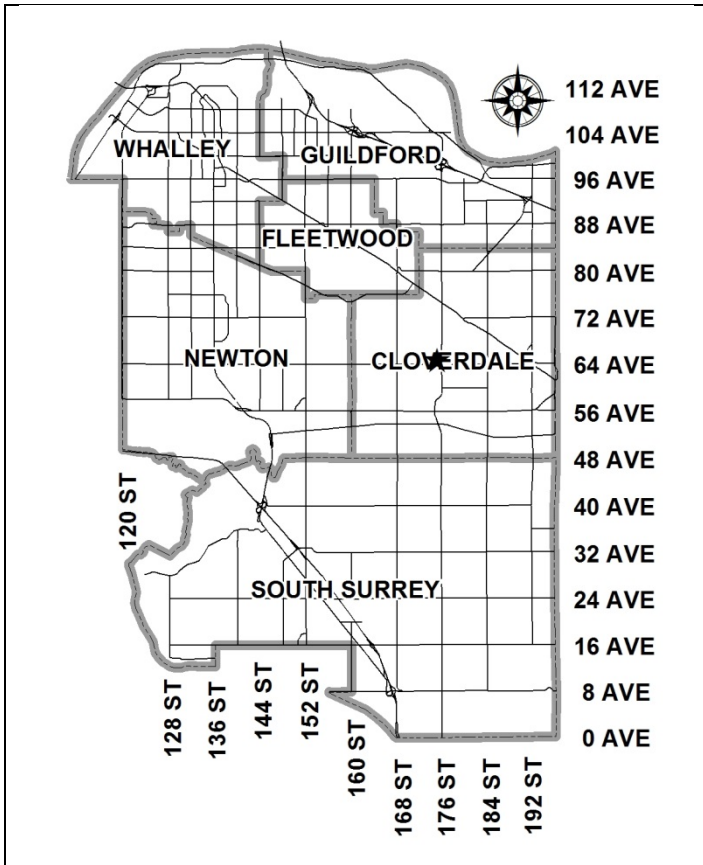 112 AVE
104 AVE
WHALLEY
GUILDFORD
96 AVE
88 AVE
FLEETWOOD
80 AVE
72 AVE
NEWTON
CLOVERDALE
64 AVE
56 AVE
48 AVE
120 ST
40 AVE
32 AVE
SOUTH SURREY
24 AVE
16 AVE
8 AVE
0 AVE
128 ST
136 ST
144 ST
152 ST
160 ST
168 ST
176 ST
184 ST
192 ST